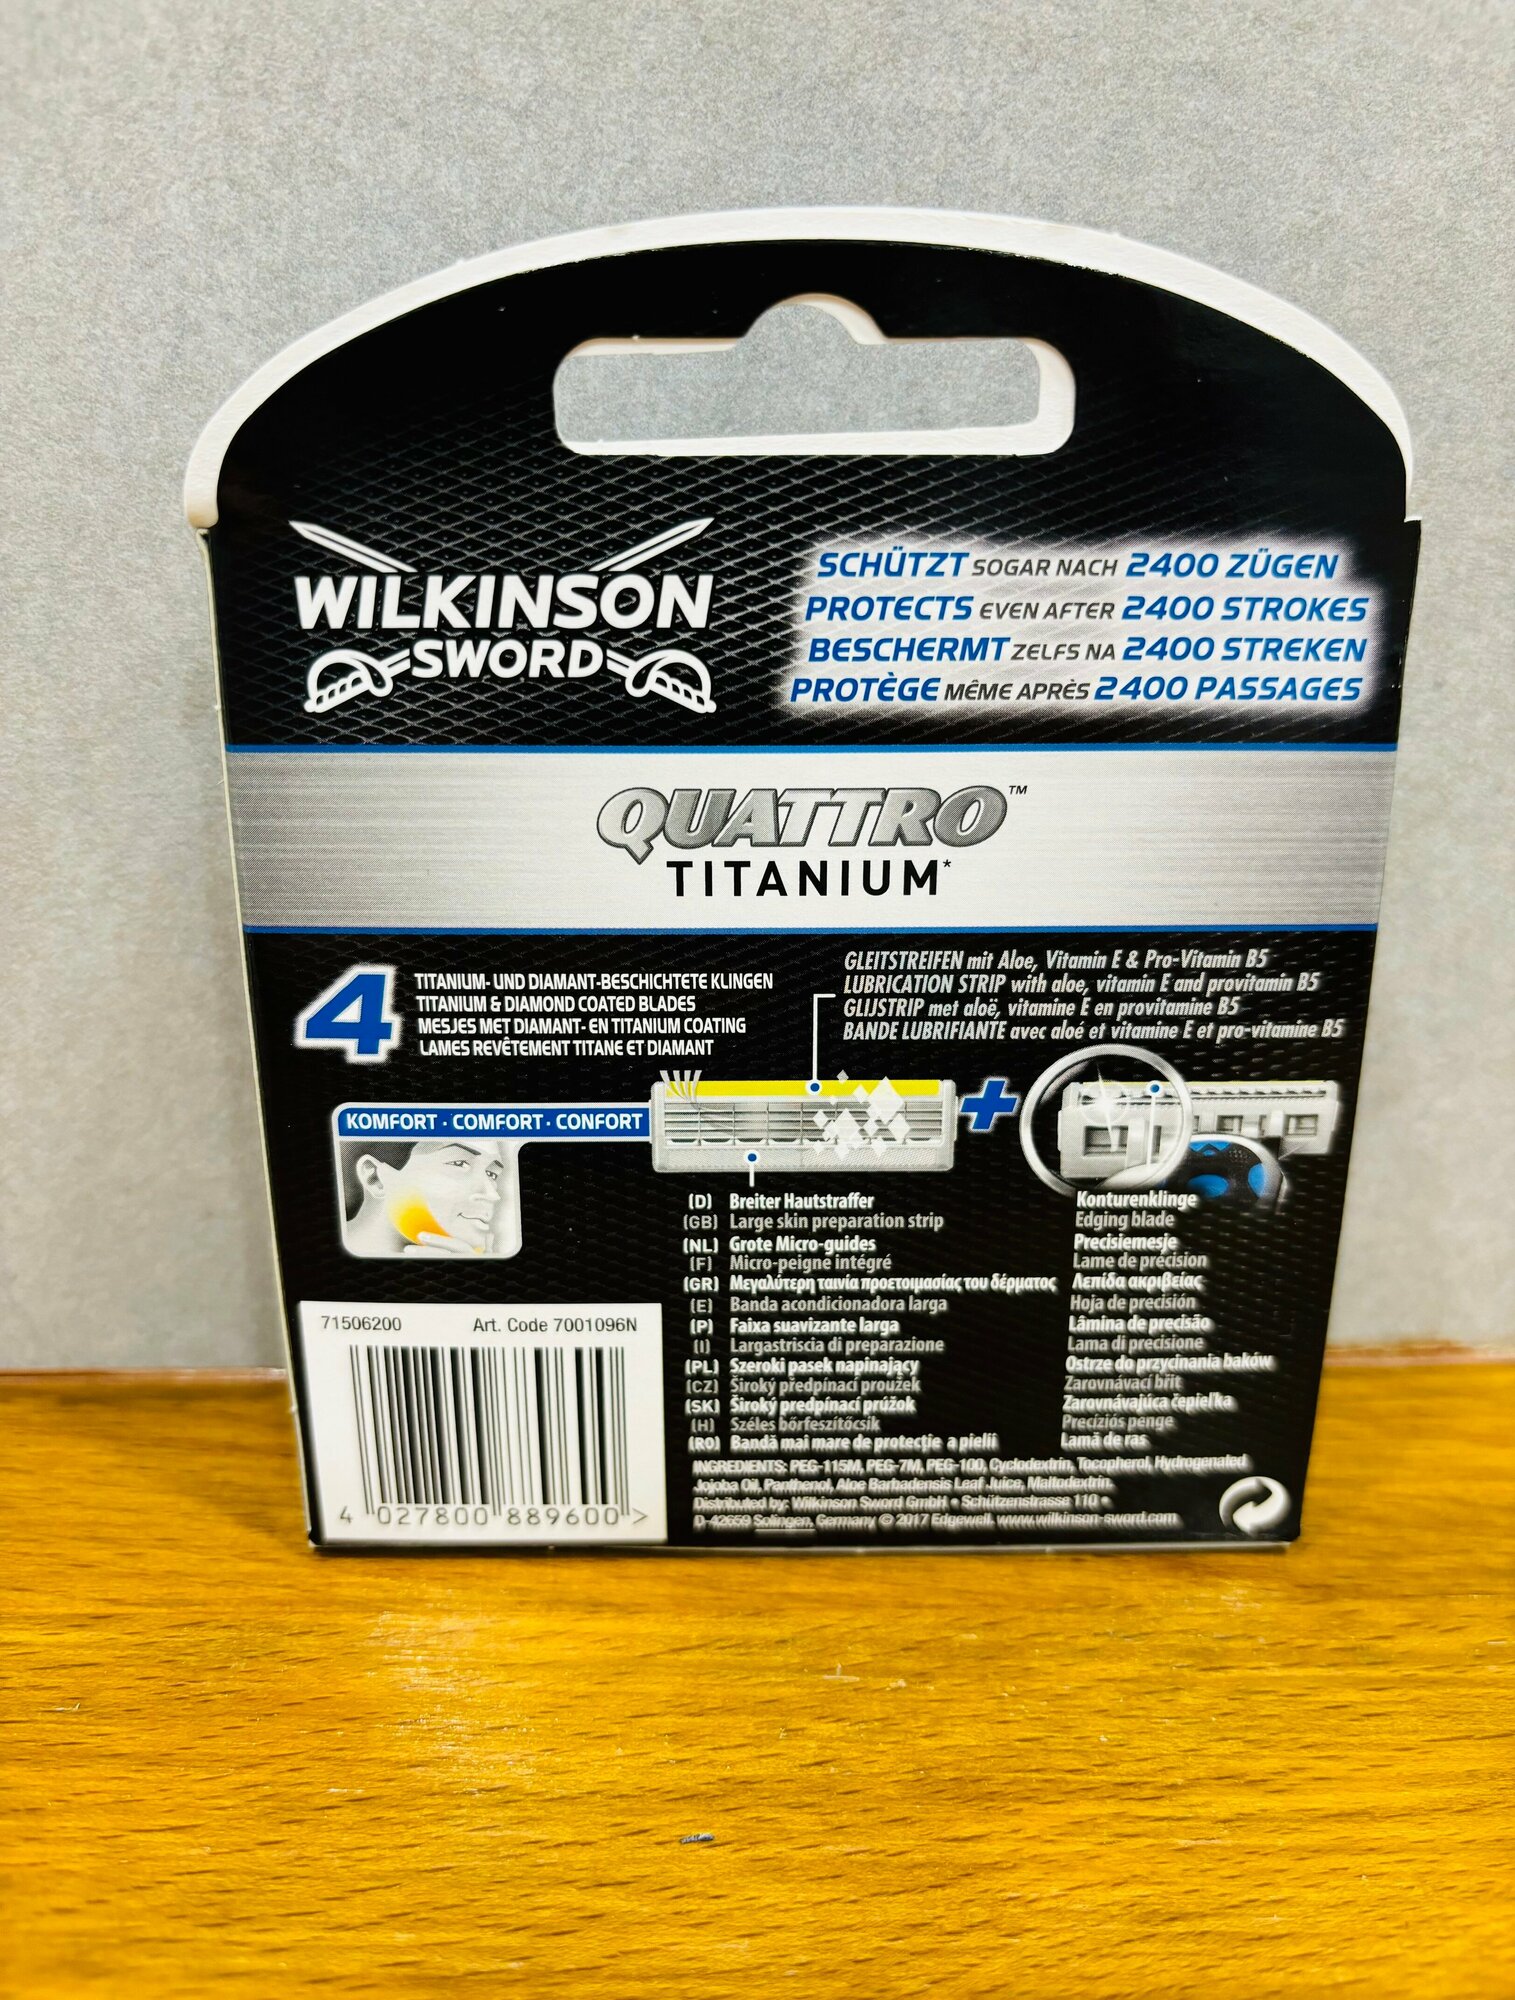 WILKINSON
SWORD
SCHÜTZT SOGAR NACH 2400 ZÜGEN
PROTECTS EVEN AFTER 2400 STROKES
BESCHERMT ZELFS NA 2400 STREKEN
PROTÈGE MÊME APRÈS 2400 PASSAGES
QUATTRO™
TITANIUM*
4
TITANIUM- UND DIAMANT-BESCHICHTETE KLINGEN
TITANIUM & DIAMOND COATED BLADES
MESJES MET DIAMANT- EN TITANIUM COATING
LAMES REVÊTEMENT TITANE ET DIAMANT
GLEITSTREIFEN mit Aloe, Vitamin E & Pro-Vitamin B5
LUBRICATION STRIP with aloe, vitamin E and provitamin B5
GLIJSTRIP met aloë, vitamine E en provitamine B5
BANDE LUBRIFIANTE avec aloé et vitamine E et pro-vitamine B5
KOMFORT · COMFORT · CONFORT
+
(D) Breiter Hautstraffer Konturenklinge
(GB) Large skin preparation strip Edging blade
(NL) Grote Micro-guides Precisiemesje
(F) Micro-peigne intégré Lame de précision
(GR) Μεγαλύτερη ταινία προετοιμασίας του δέρματος Λεπίδα ακριβείας
(E) Banda acondicionadora larga Hoja de precisión
(P) Faixa suavizante larga Lâmina de precisão
(I) Largastriscia di preparazione Lama di precisione
(PL) Szeroki pasek napinający Ostrze do przycinania baków
(CZ) Široký předpínací proužek Zarovnávací břit
(SK) Široký predpínací prúžok Zarovnávajúca čepieľka
(H) Széles bőrfeszítőcsík Precíziós penge
(RO) Bandă mai mare de protecţie a pielii Lamă de ras
INGREDIENTS: PEG-115M, PEG-7M, PEG-100, Cyclodextrin, Tocopherol, Hydrogenated
Jojoba Oil, Panthenol, Aloe Barbadensis Leaf Juice, Maltodextrin.
Distributed by: Wilkinson Sword GmbH • Schützenstrasse 110 •
D-42659 Solingen, Germany © 2017 Edgewell. www.wilkinson-sword.com
71506200 Art. Code 7001096N
4 027800 889600 >